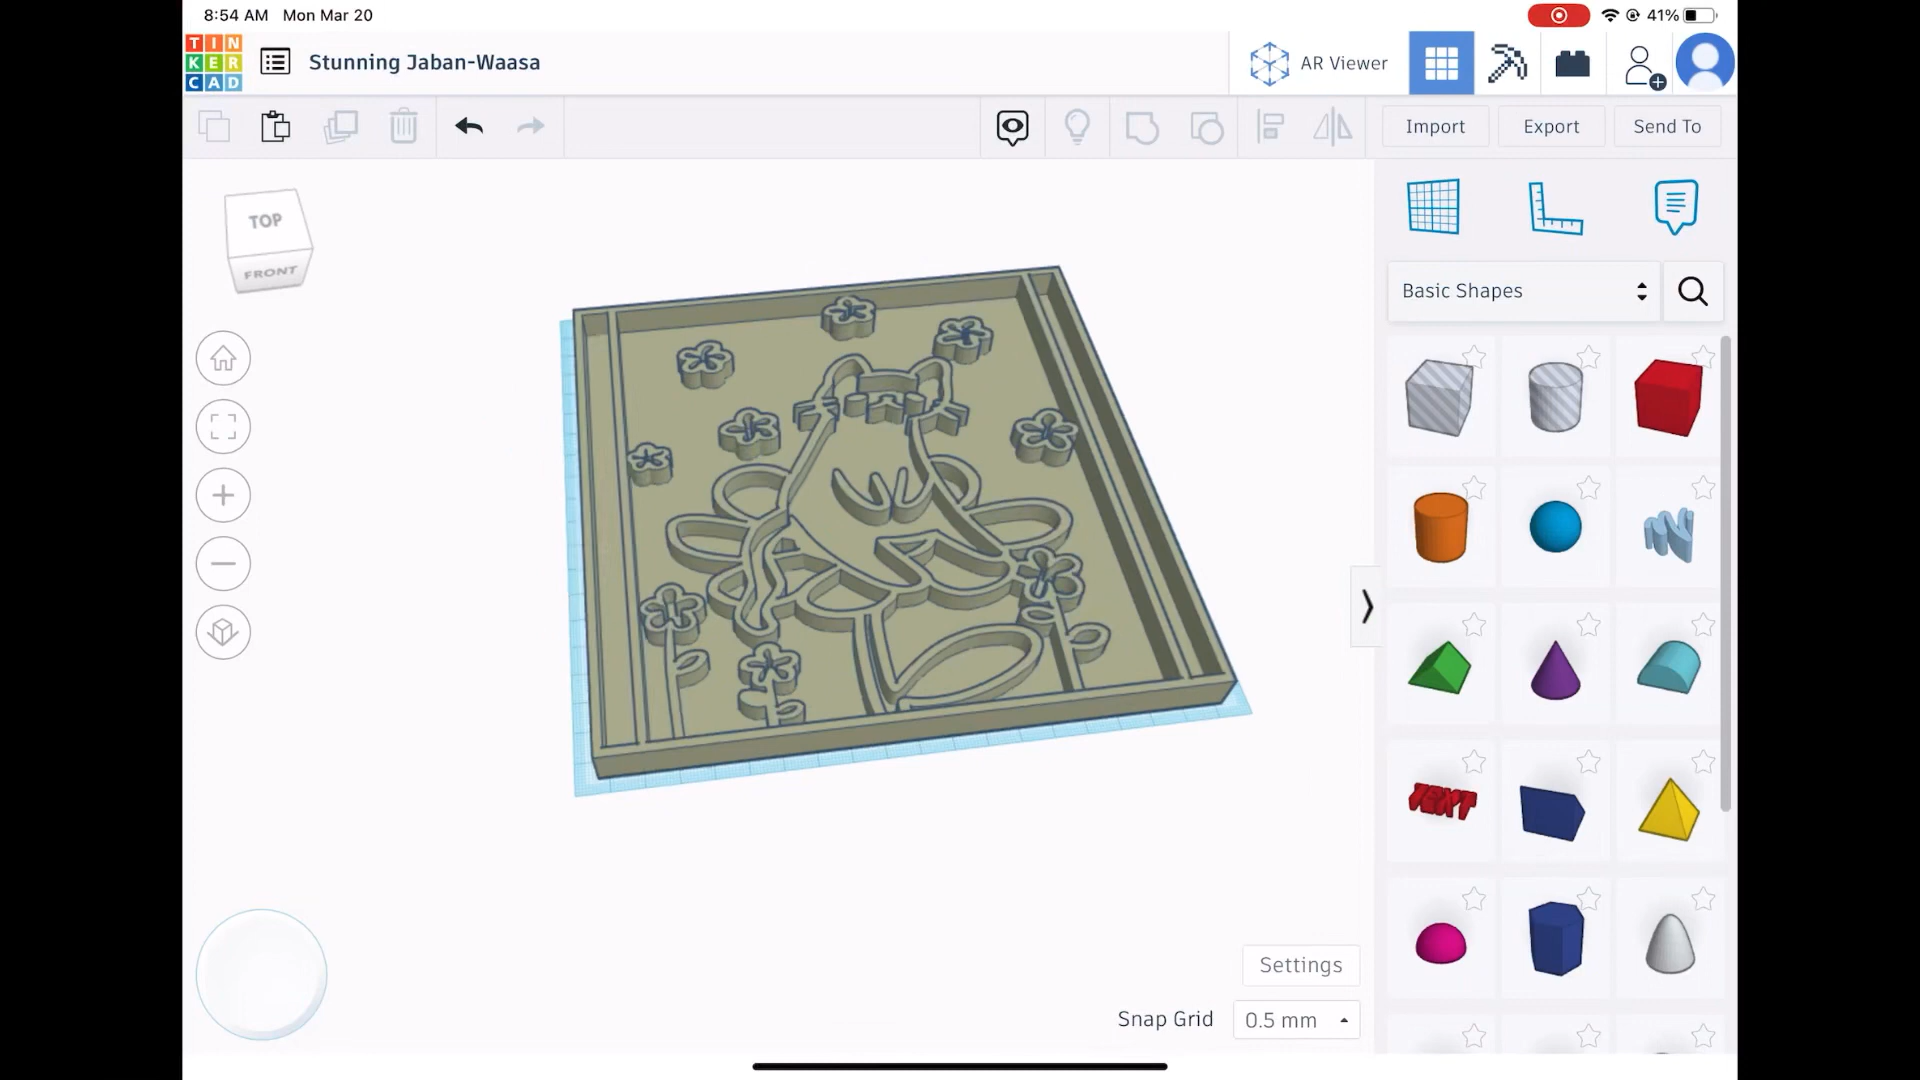 8:54 AM Mon Mar 20
41%
TIN
KER
CAD
Stunning Jaban-Waasa
AR Viewer
Import
Export
Send To
TOP
FRONT
Basic Shapes
TEXT
Settings
Snap Grid
0.5 mm